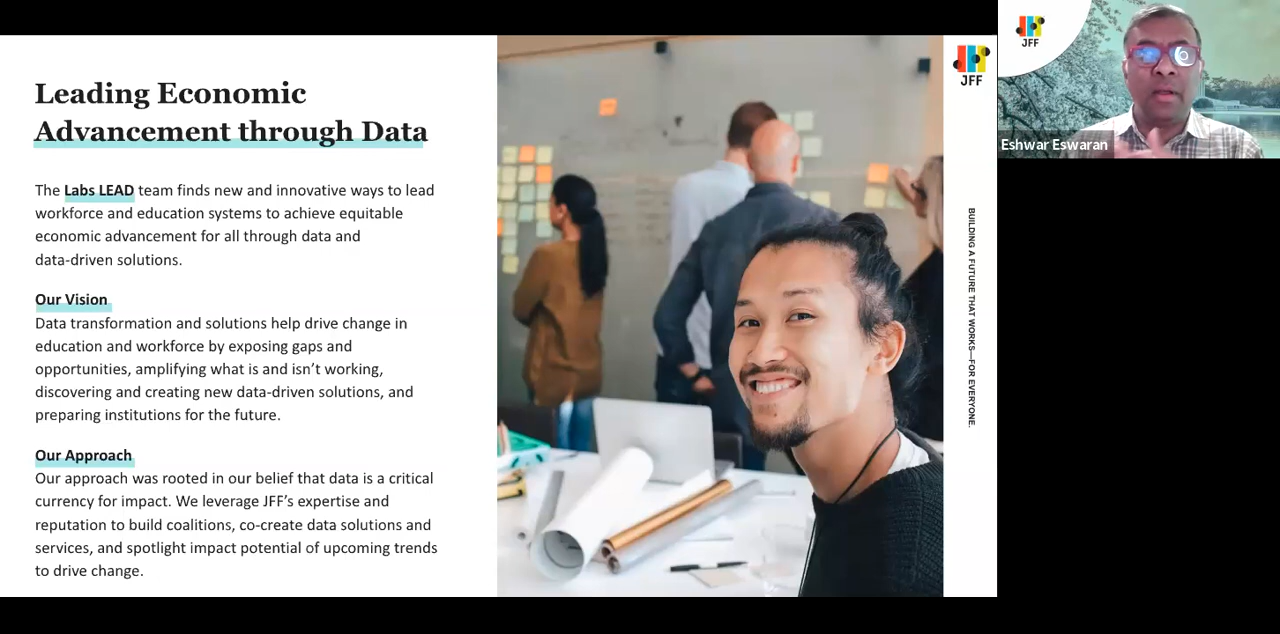 Leading Economic
Advancement through Data
The Labs LEAD team finds new and innovative ways to lead
workforce and education systems to achieve equitable
economic advancement for all through data and
data-driven solutions.
Our Vision
Data transformation and solutions help drive change in
education and workforce by exposing gaps and
opportunities, amplifying what is and isn’t working,
discovering and creating new data-driven solutions, and
preparing institutions for the future.
Our Approach
Our approach was rooted in our belief that data is a critical
currency for impact. We leverage JFF’s expertise and
reputation to build coalitions, co-create data solutions and
services, and spotlight impact potential of upcoming trends
to drive change.
JFF
BUILDING A FUTURE THAT WORKS—FOR EVERYONE.
JFF
Eshwar Eswaran